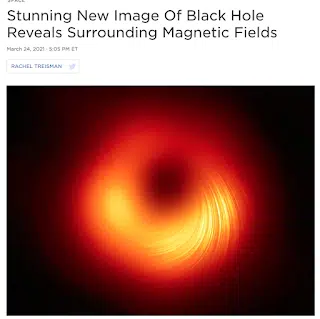 SPACE
Stunning New Image Of Black Hole
Reveals Surrounding Magnetic Fields
March 24, 2021 · 5:05 PM ET
RACHEL TREISMAN